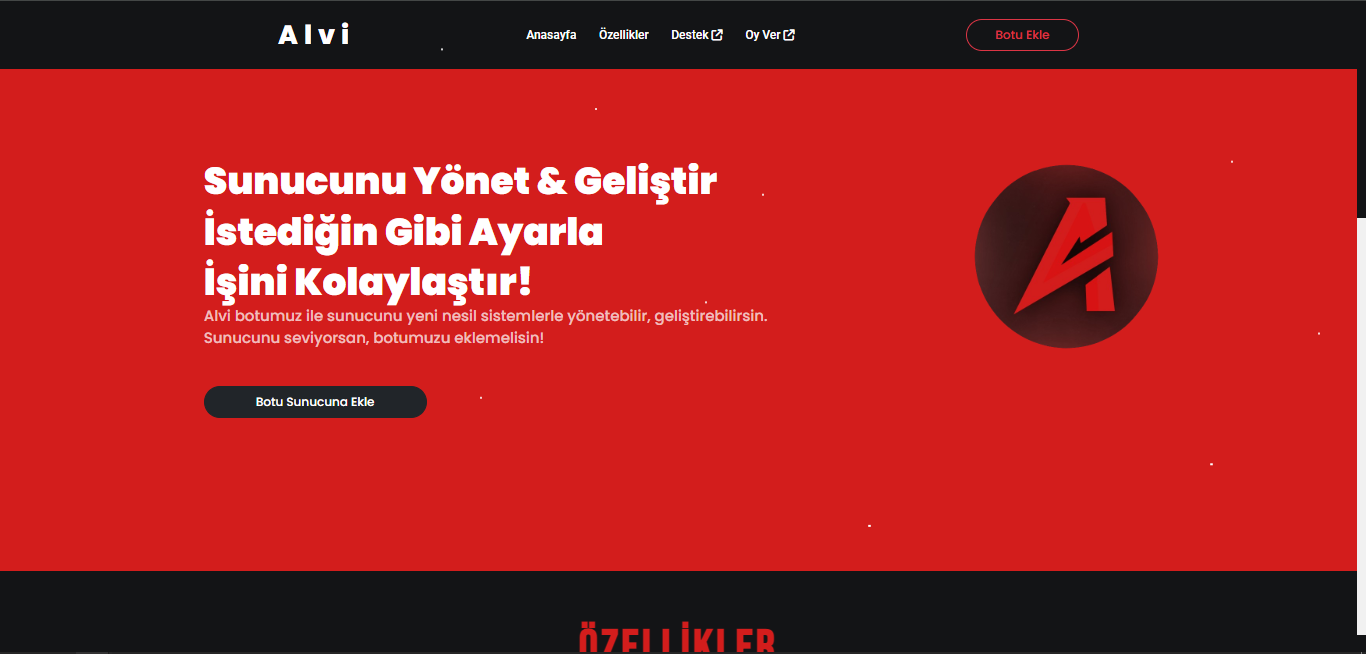 Alvi
Anasayfa Özellikler Destek Oy Ver Botu Ekle
Sunucunu Yönet & Geliştir
İstediğin Gibi Ayarla
İşini Kolaylaştır!
Alvi botumuz ile sunucunu yeni nesil sistemlerle yönetebilir, geliştirebilirsin.
Sunucunu seviyorsan, botumuzu eklemelisin!
Botu Sunucuna Ekle
ÖZELLİKLER